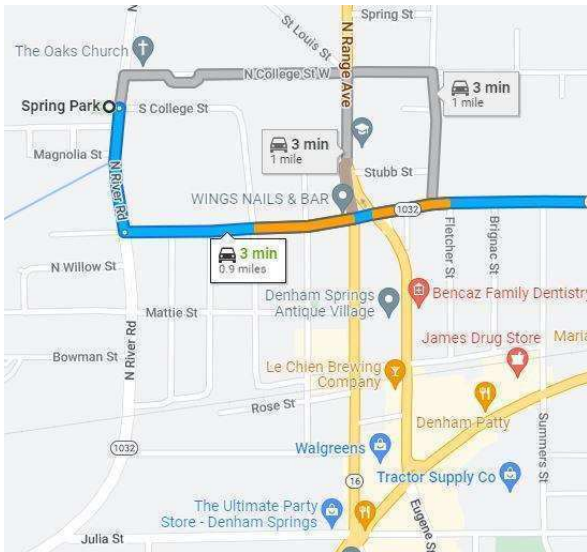 Spring St
St Louis St
N Range Ave
The Oaks Church
N College St W
3 min
1 mile
Spring Park
S College St
3 min
1 mile
Magnolia St
Stubb St
N River Rd
WINGS NAILS & BAR
1032
3 min
0.9 miles
Fletcher St
Brignac St
N Willow St
Denham Springs
Antique Village
Bencaz Family Dentistry
Mattie St
James Drug Store
Maria
Bowman St
N River Rd
Le Chien Brewing
Company
Rose St
Denham Patty
Summers St
1032
Walgreens
Tractor Supply Co
16
The Ultimate Party
Store - Denham Springs
Eugene St
Julia St